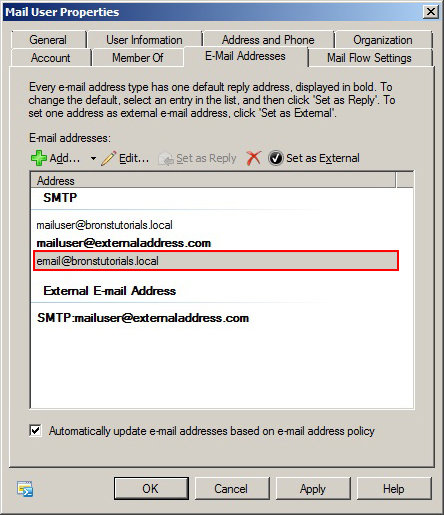 Mail User Properties
General User Information Address and Phone Organization
Account Member Of E-Mail Addresses Mail Flow Settings
Every e-mail address type has one default reply address, displayed in bold. To
change the default, select an entry in the list, and then click 'Set as Reply'. To
set one address as external e-mail address, click 'Set as External'.
E-mail addresses:
Add... Edit... Set as Reply Set as External
Address
SMTP
mailuser@bronstutorials.local
mailuser@externaladdress.com
email@bronstutorials.local
External E-mail Address
SMTP:mailuser@externaladdress.com
Automatically update e-mail addresses based on e-mail address policy
OK Cancel Apply Help